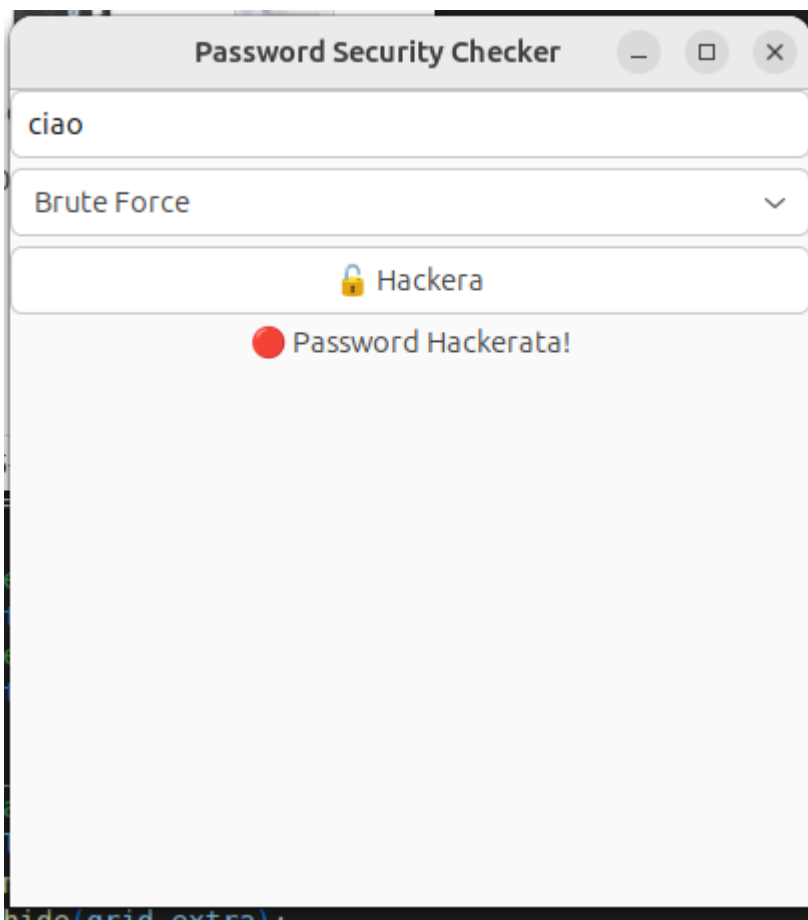 Password Security Checker
ciao
Brute Force
🔓 Hackera
🔴 Password Hackerata!
hide(grid_extra);